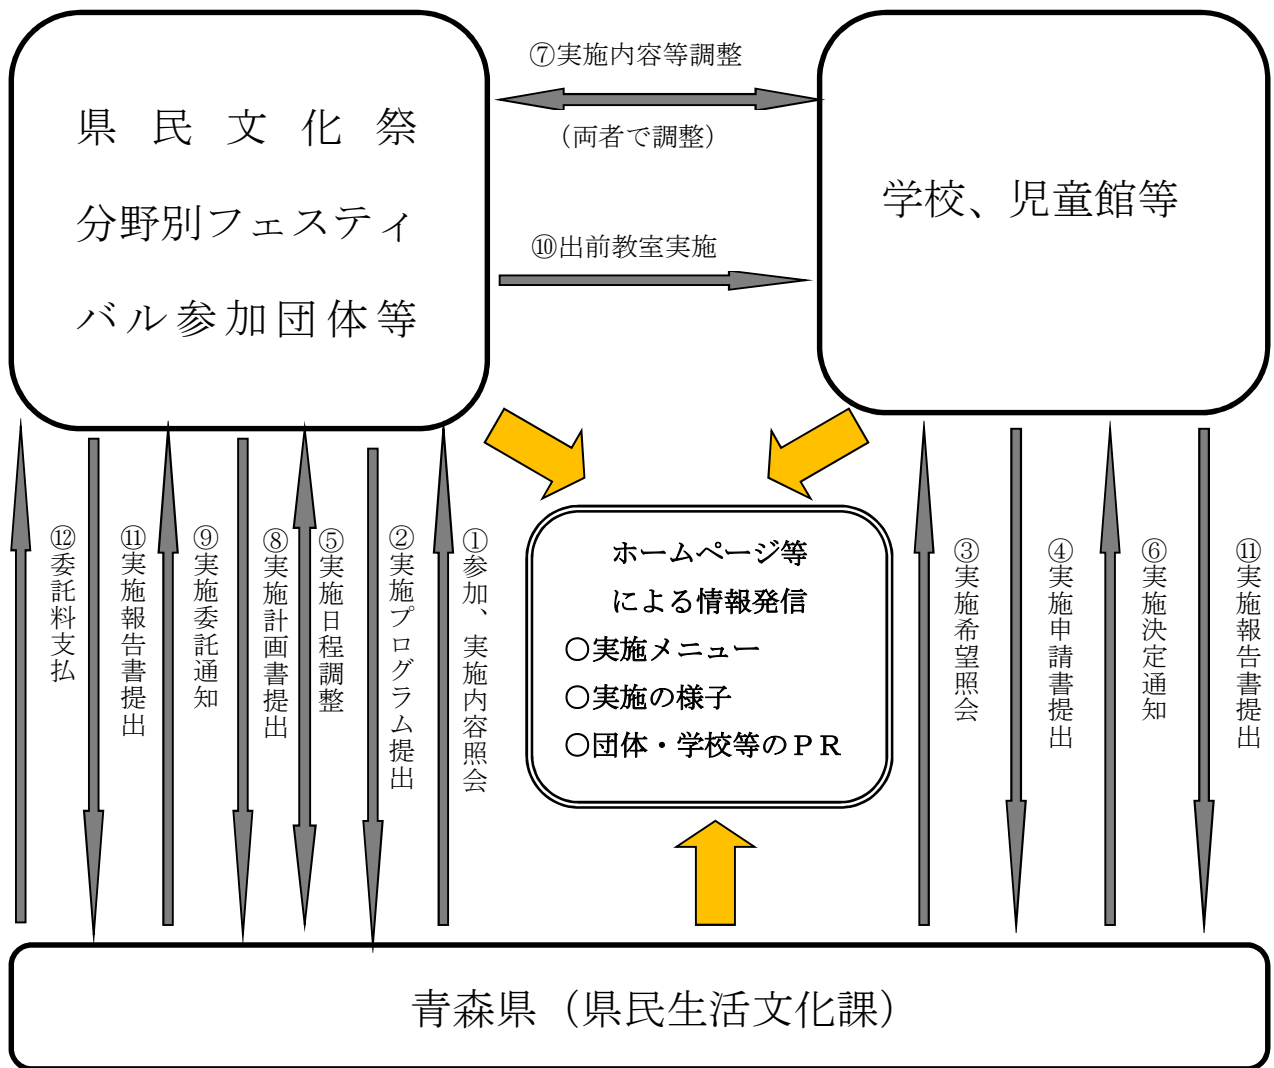 ⑦実施内容等調整
(両者で調整)
県民文化祭
分野別フェスティ
バル参加団体等
学校、児童館等
⑩出前教室実施
⑫委託料支払
⑪実施報告書提出
⑨実施委託通知
⑧実施計画書提出
⑤実施日程調整
②実施プログラム提出
①参加、実施内容照会
ホームページ等
による情報発信
○実施メニュー
○実施の様子
○団体・学校等のＰＲ
③実施希望照会
④実施申請書提出
⑥実施決定通知
⑪実施報告書提出
青森県（県民生活文化課）